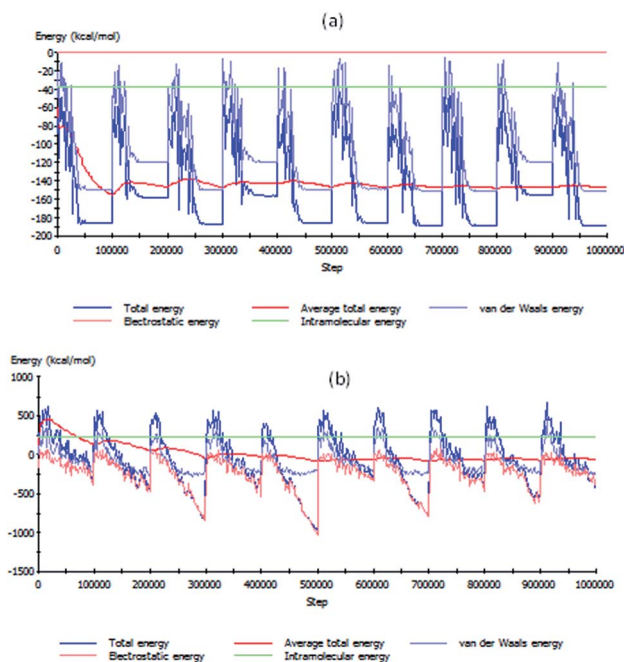 (a)
Energy (kcal/mol)
0
-20
-40
-60
-80
-100
-120
-140
-160
-180
-200
0 100000 200000 300000 400000 500000 600000 700000 800000 900000 1000000
Step
Total energy Average total energy van der Waals energy
Electrostatic energy Intramolecular energy
Energy (kcal/mol)
(b)
1000
500
0
-500
-1000
-1500
0 100000 200000 300000 400000 500000 600000 700000 800000 900000 1000000
Step
Total energy Average total energy van der Waals energy
Electrostatic energy Intramolecular energy